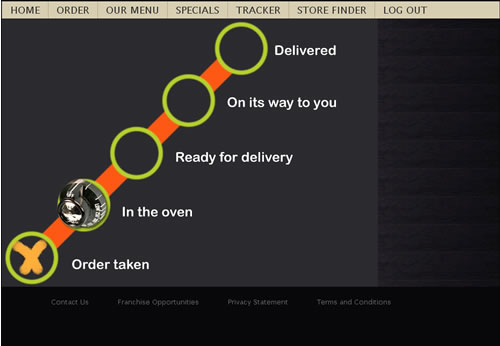 HOME ORDER OUR MENU SPECIALS TRACKER STORE FINDER LOG OUT
Delivered
On its way to you
Ready for delivery
In the oven
Order taken
Contact Us Franchise Opportunities Privacy Statement Terms and Conditions